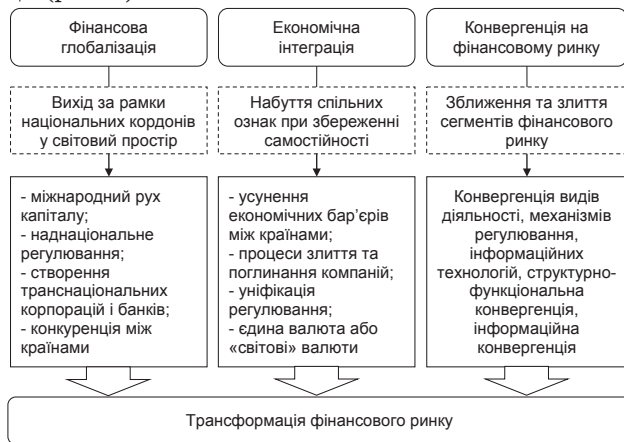 Фінансова
глобалізація
Економічна
інтеграція
Конвергенція на
фінансовому ринку
Вихід за рамки
національних кордонів
у світовий простір
Набуття спільних
ознак при збереженні
самостійності
Зближення та злиття
сегментів фінансового
ринку
- міжнародний рух
капіталу;
- наднаціональне
регулювання;
- створення
транснаціональних
корпорацій і банків;
- конкуренція між
країнами
- усунення
економічних бар’єрів
між країнами;
- процеси злиття та
поглинання компаній;
- уніфікація
регулювання;
- єдина валюта або
«світові» валюти
Конвергенція видів
діяльності, механізмів
регулювання,
інформаційних
технологій, структурно-
функціональна
конвергенція,
інформаційна
конвергенція
Трансформація фінансового ринку